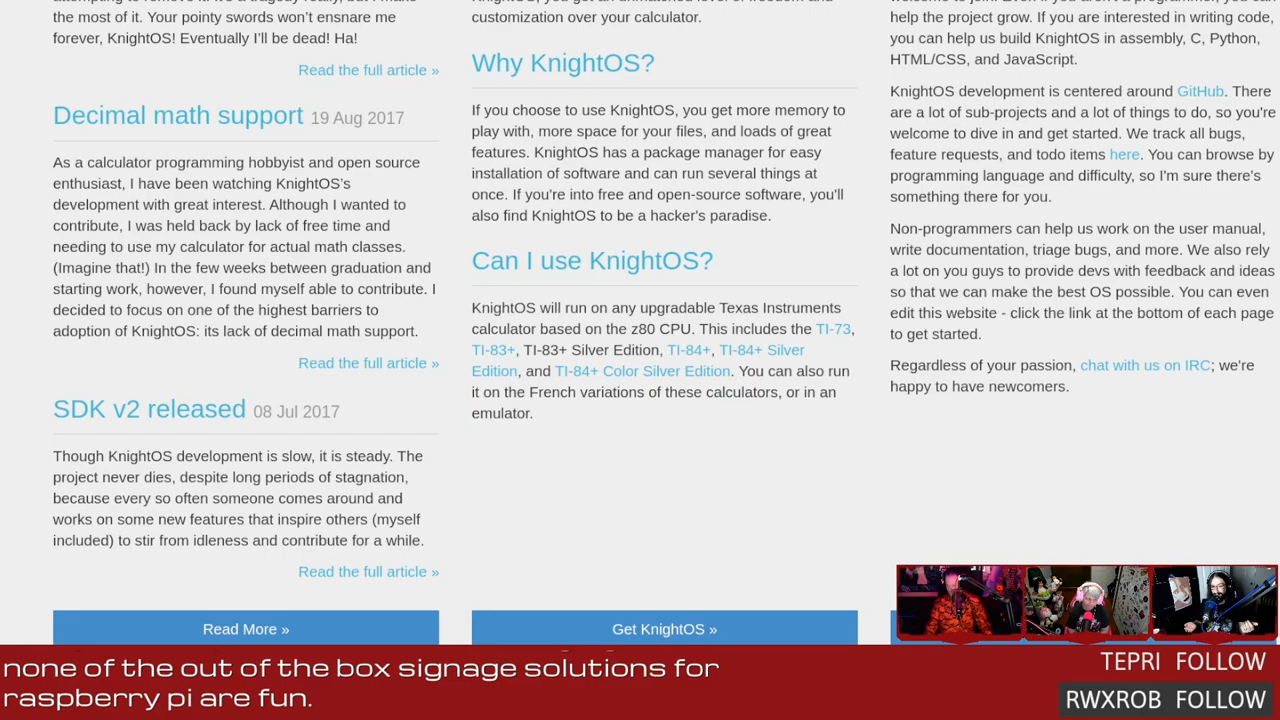 the most of it. Your pointy swords won't ensnare me
forever, KnightOS! Eventually I'll be dead! Ha!
Read the full article »
Decimal math support 19 Aug 2017
As a calculator programming hobbyist and open source
enthusiast, I have been watching KnightOS's
development with great interest. Although I wanted to
contribute, I was held back by lack of free time and
needing to use my calculator for actual math classes.
(Imagine that!) In the few weeks between graduation and
starting work, however, I found myself able to contribute. I
decided to focus on one of the highest barriers to
adoption of KnightOS: its lack of decimal math support.
Read the full article »
SDK v2 released 08 Jul 2017
Though KnightOS development is slow, it is steady. The
project never dies, despite long periods of stagnation,
because every so often someone comes around and
works on some new features that inspire others (myself
included) to stir from idleness and contribute for a while.
Read the full article »
Read More »
customization over your calculator.
Why KnightOS?
If you choose to use KnightOS, you get more memory to
play with, more space for your files, and loads of great
features. KnightOS has a package manager for easy
installation of software and can run several things at
once. If you're into free and open-source software, you'll
also find KnightOS to be a hacker's paradise.
Can I use KnightOS?
KnightOS will run on any upgradable Texas Instruments
calculator based on the z80 CPU. This includes the TI-73,
TI-83+, TI-83+ Silver Edition, TI-84+, TI-84+ Silver
Edition, and TI-84+ Color Silver Edition. You can also run
it on the French variations of these calculators, or in an
emulator.
Get KnightOS »
help the project grow. If you are interested in writing code,
you can help us build KnightOS in assembly, C, Python,
HTML/CSS, and JavaScript.
KnightOS development is centered around GitHub. There
are a lot of sub-projects and a lot of things to do, so you're
welcome to dive in and get started. We track all bugs,
feature requests, and todo items here. You can browse by
programming language and difficulty, so I'm sure there's
something there for you.
Non-programmers can help us work on the user manual,
write documentation, triage bugs, and more. We also rely
a lot on you guys to provide devs with feedback and ideas
so that we can make the best OS possible. You can even
edit this website - click the link at the bottom of each page
to get started.
Regardless of your passion, chat with us on IRC; we're
happy to have newcomers.
none of the out of the box signage solutions for
raspberry pi are fun.
TEPRI FOLLOW
RWXROB FOLLOW